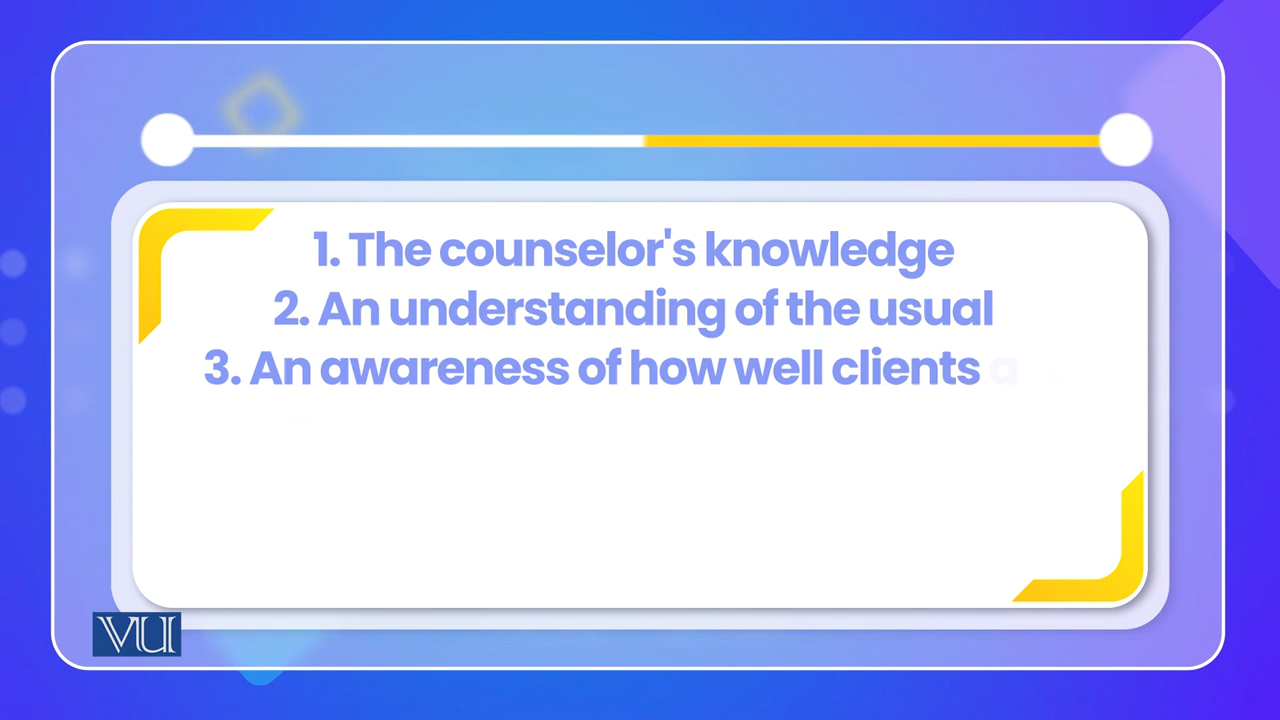 1. The counselor's knowledge
2. An understanding of the usual
3. An awareness of how well clients a
VU